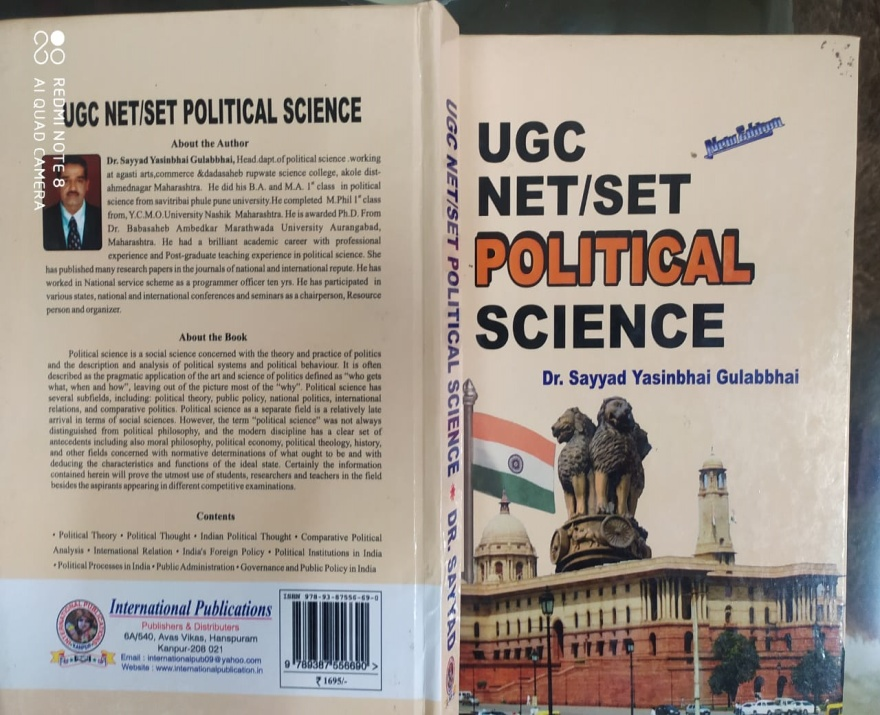 REDMI NOTE 8
AI QUAD CAMERA
UGC NET/SET POLITICAL SCIENCE
About the Author
Dr. Sayyad Yasinbhai Gulabbhai, Head.dapt.of political science .working
at agasti arts,commerce &dadasaheb rupwate science college, akole dist-
ahmednagar Maharashtra. He did his B.A. and M.A. 1st class in political
science from savitribai phule pune university.He completed M.Phil 1st class
from, Y.C.M.O.University Nashik Maharashtra. He is awarded Ph.D. From
Dr. Babasaheb Ambedkar Marathwada University Aurangabad,
Maharashtra. He had a brilliant academic career with professional
experience and Post-graduate teaching experience in political science. She
has published many research papers in the journals of national and international repute. He has
worked in National service scheme as a programmer officer ten yrs. He has participated in
various states, national and international conferences and seminars as a chairperson, Resource
person and organizer.
About the Book
Political science is a social science concerned with the theory and practice of politics
and the description and analysis of political systems and political behaviour. It is often
described as the pragmatic application of the art and science of politics defined as "who gets
what, when and how", leaving out of the picture most of the "why". Political science has
several subfields, including: political theory, public policy, national politics, international
relations, and comparative politics. Political science as a separate field is a relatively late
arrival in terms of social sciences. However, the term "political science" was not always
distinguished from political philosophy, and the modern discipline has a clear set of
antecedents including also moral philosophy, political economy, political theology, history,
and other fields concerned with normative determinations of what ought to be and with
deducing the characteristics and functions of the ideal state. Certainly the information
contained herein will prove the utmost use of students, researchers and teachers in the field
besides the aspirants appearing in different competitive examinations.
Contents
• Political Theory • Political Thought • Indian Political Thought • Comparative Political
Analysis • International Relation • India's Foreign Policy • Political Institutions in India
• Political Processes in India • Public Administration • Governance and Public Policy in India
International Publications
Publishers & Distributers
6A/540, Avas Vikas, Hanspuram
Kanpur-208 021
Email : internationalpub09@yahoo.com
Website : www.internationalpublication.in
ISBN 978-93-87556-69-0
9 789387 556690 >
₹ 1695/-
UGC NET/SET POLITICAL SCIENCE * DR. SAYYAD
UGC
NET/SET
POLITICAL
SCIENCE
Dr. Sayyad Yasinbhai Gulabbhai